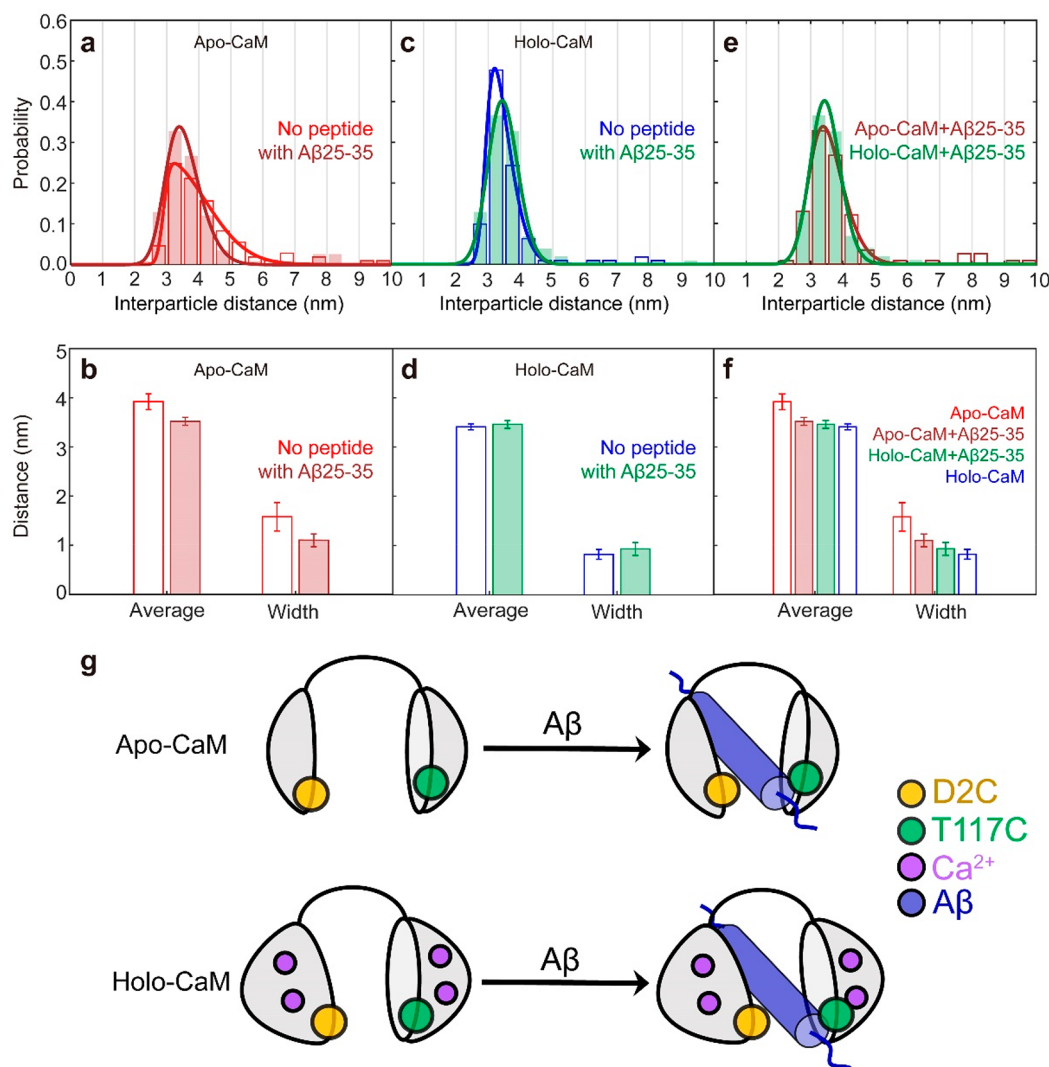 a
Apo-CaM
c
Holo-CaM
e
Probability
0.6
0.5
0.4
0.3
0.2
0.1
0.0
No peptide
with Aβ25-35
No peptide
with Aβ25-35
Apo-CaM+Aβ25-35
Holo-CaM+Aβ25-35
0 1 2 3 4 5 6 7 8 9 10 1 2 3 4 5 6 7 8 9 10 1 2 3 4 5 6 7 8 9 10
Interparticle distance (nm)
Interparticle distance (nm)
Interparticle distance (nm)
b
Apo-CaM
d
Holo-CaM
f
Distance (nm)
5
4
3
2
1
0
No peptide
with Aβ25-35
No peptide
with Aβ25-35
Apo-CaM
Apo-CaM+Aβ25-35
Holo-CaM+Aβ25-35
Holo-CaM
Average Width
Average Width
Average Width
g
Apo-CaM
Aβ
Holo-CaM
Aβ
D2C
T117C
Ca²⁺
Aβ